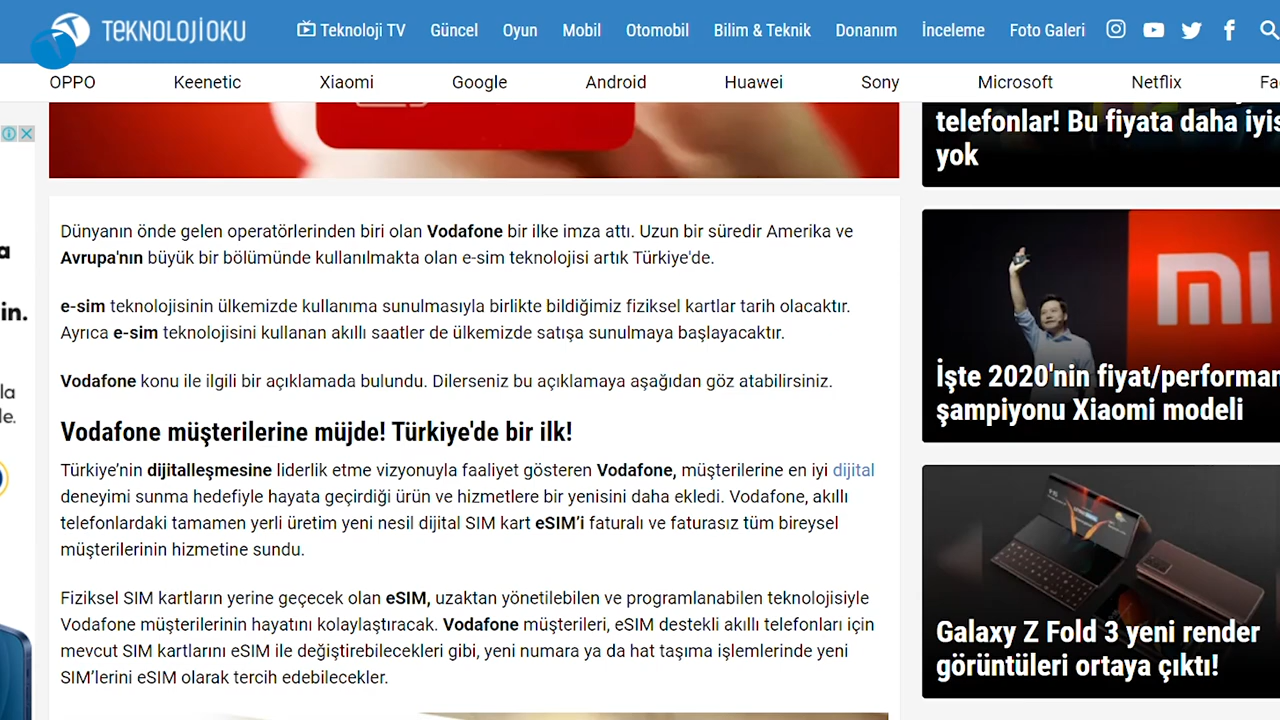 TEKNOLOJİOKU
Teknoloji TV Güncel Oyun Mobil Otomobil Bilim & Teknik Donanım İnceleme Foto Galeri
OPPO Keenetic Xiaomi Google Android Huawei Sony Microsoft Netflix
telefonlar! Bu fiyata daha iyis
yok
Dünyanın önde gelen operatörlerinden biri olan Vodafone bir ilke imza attı. Uzun bir süredir Amerika ve
Avrupa'nın büyük bir bölümünde kullanılmakta olan e-sim teknolojisi artık Türkiye'de.
e-sim teknolojisinin ülkemizde kullanıma sunulmasıyla birlikte bildiğimiz fiziksel kartlar tarih olacaktır.
Ayrıca e-sim teknolojisini kullanan akıllı saatler de ülkemizde satışa sunulmaya başlayacaktır.
Vodafone konu ile ilgili bir açıklamada bulundu. Dilerseniz bu açıklamaya aşağıdan göz atabilirsiniz.
Vodafone müşterilerine müjde! Türkiye'de bir ilk!
Türkiye’nin dijitalleşmesine liderlik etme vizyonuyla faaliyet gösteren Vodafone, müşterilerine en iyi dijital
deneyimi sunma hedefiyle hayata geçirdiği ürün ve hizmetlere bir yenisini daha ekledi. Vodafone, akıllı
telefonlardaki tamamen yerli üretim yeni nesil dijital SIM kart eSIM’i faturalı ve faturasız tüm bireysel
müşterilerinin hizmetine sundu.
Fiziksel SIM kartların yerine geçecek olan eSIM, uzaktan yönetilebilen ve programlanabilen teknolojisiyle
Vodafone müşterilerinin hayatını kolaylaştıracak. Vodafone müşterileri, eSIM destekli akıllı telefonları için
mevcut SIM kartlarını eSIM ile değiştirebilecekleri gibi, yeni numara ya da hat taşıma işlemlerinde yeni
SIM’lerini eSIM olarak tercih edebilecekler.
mı
İşte 2020'nin fiyat/performan
şampiyonu Xiaomi modeli
Galaxy Z Fold 3 yeni render
görüntüleri ortaya çıktı!
in.
la